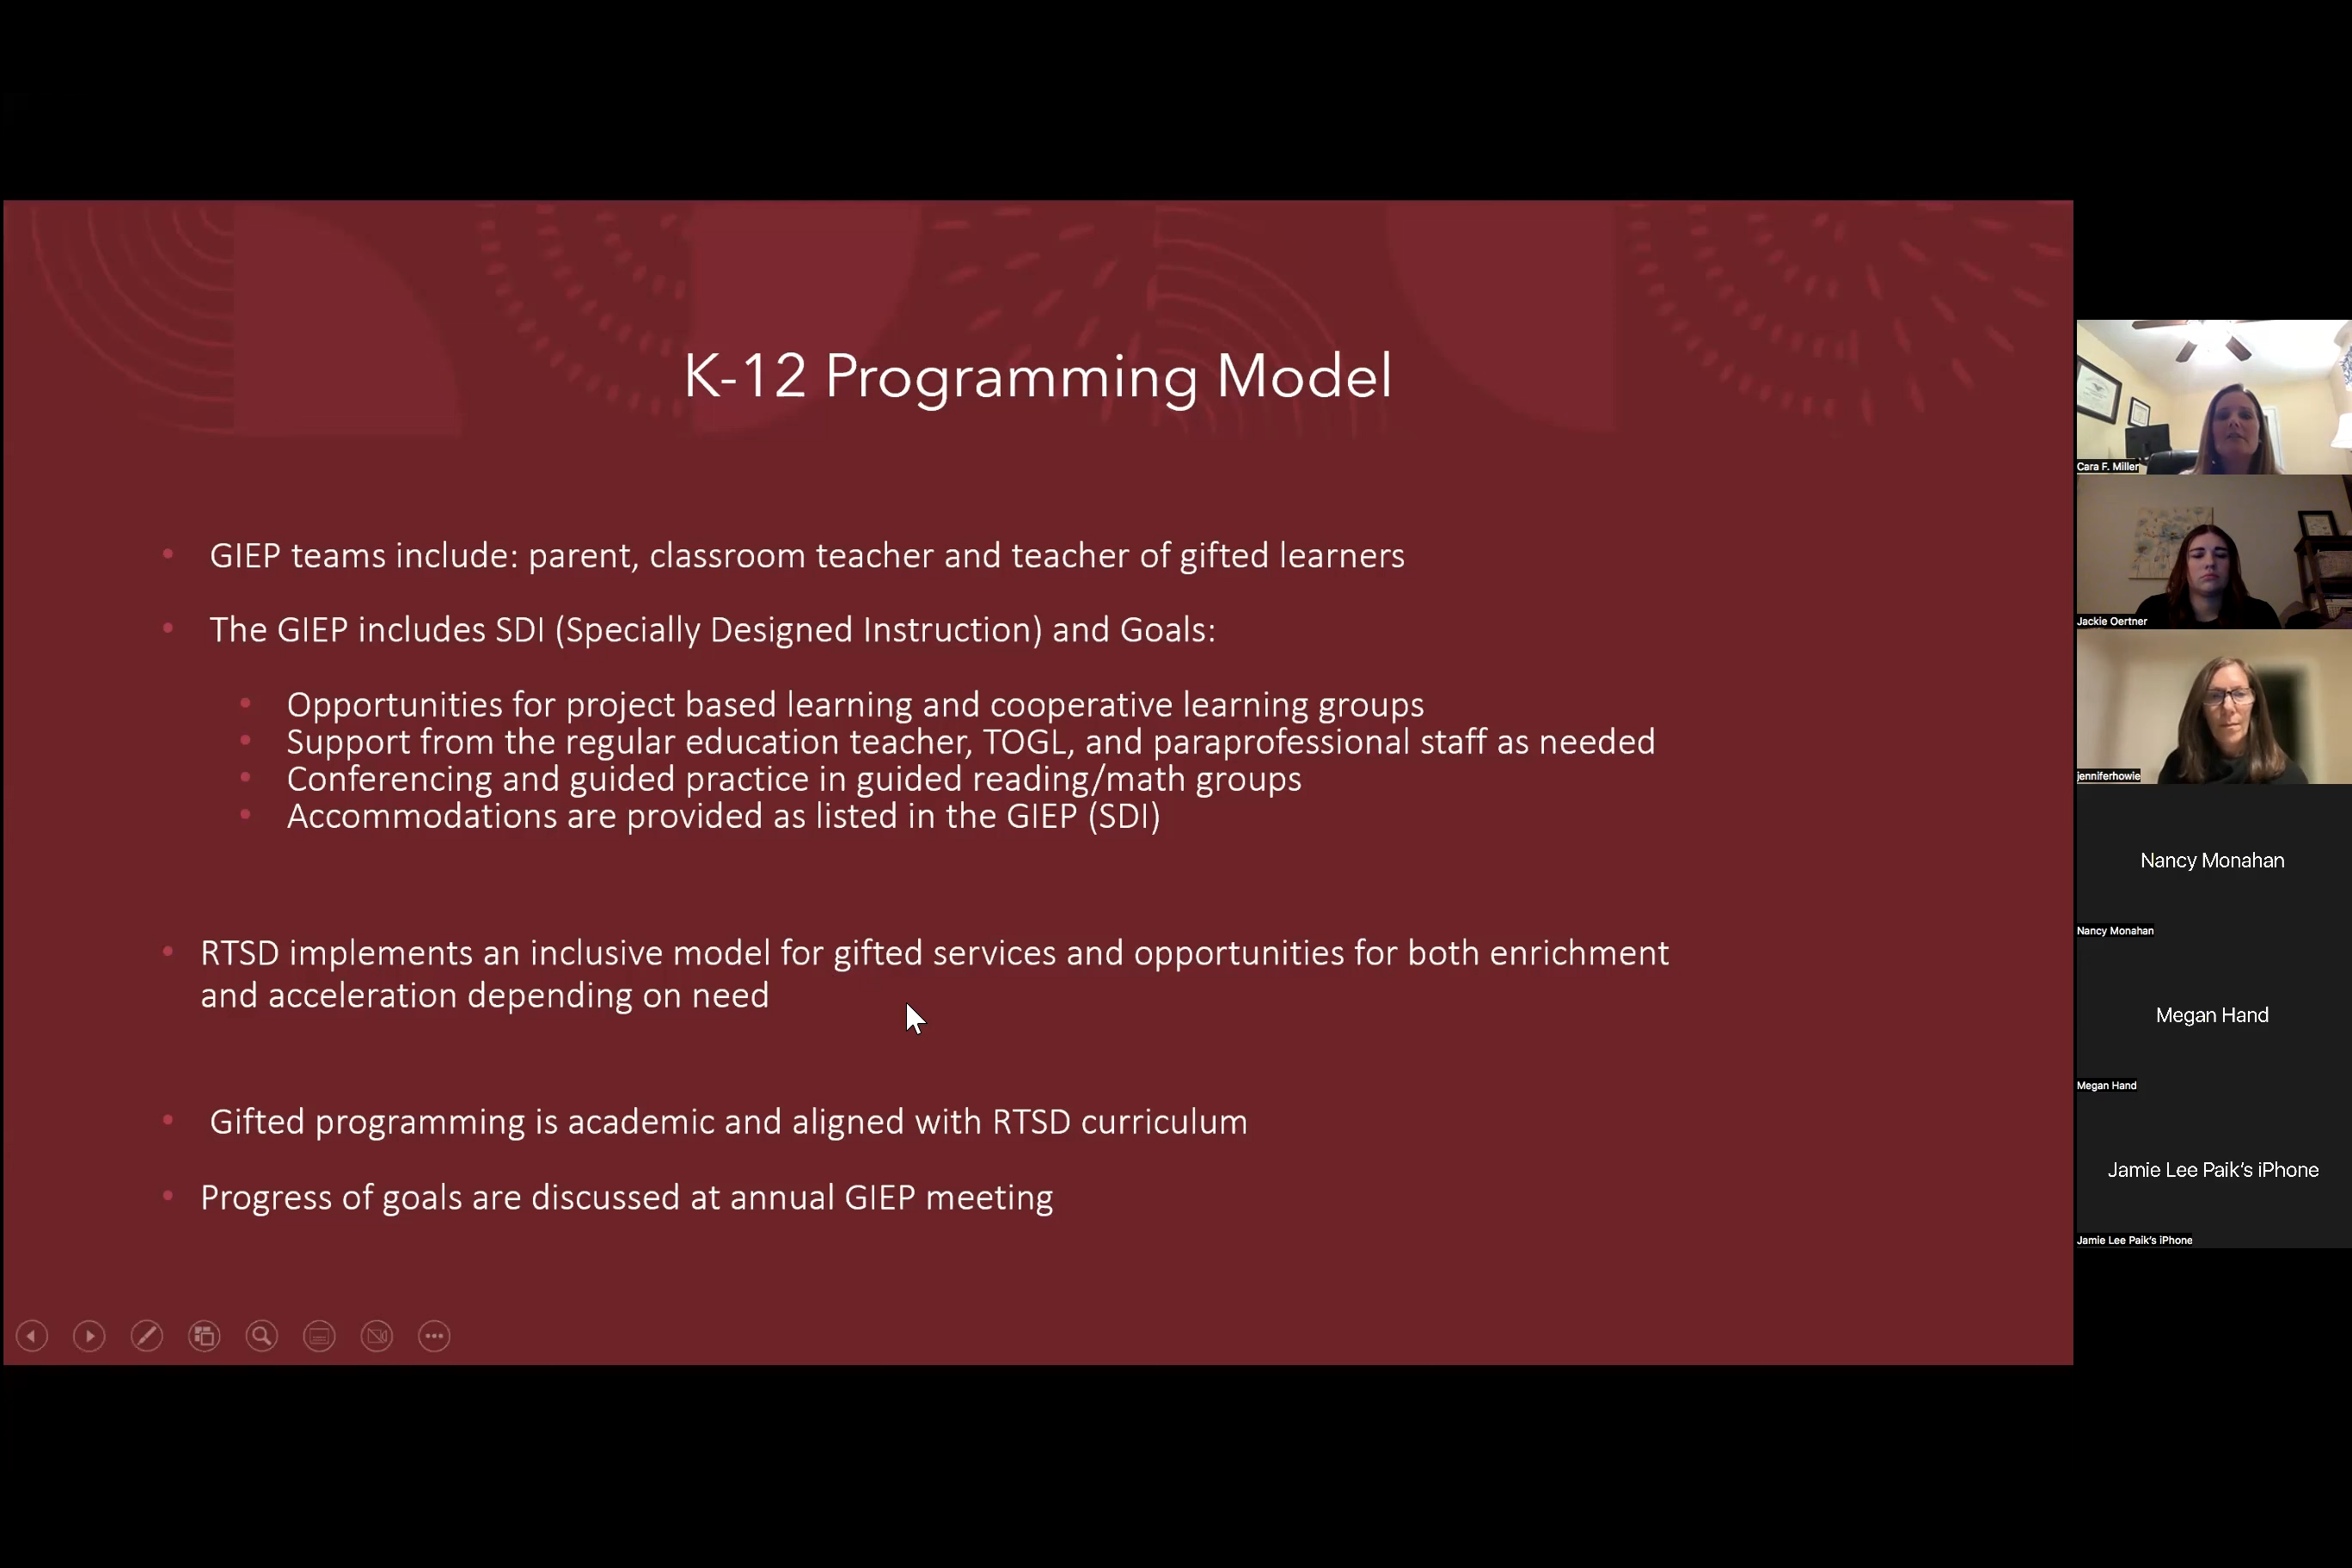 K-12 Programming Model
GIEP teams include: parent, classroom teacher and teacher of gifted learners
The GIEP includes SDI (Specially Designed Instruction) and Goals:
Opportunities for project based learning and cooperative learning groups
Support from the regular education teacher, TOGL, and paraprofessional staff as needed
Conferencing and guided practice in guided reading/math groups
Accommodations are provided as listed in the GIEP (SDI)
RTSD implements an inclusive model for gifted services and opportunities for both enrichment
and acceleration depending on need
Gifted programming is academic and aligned with RTSD curriculum
Progress of goals are discussed at annual GIEP meeting
Cara F. Miller
Jackie Oertner
jenniferhowie
Nancy Monahan
Nancy Monahan
Megan Hand
Megan Hand
Jamie Lee Paik's iPhone
Jamie Lee Paik's iPhone